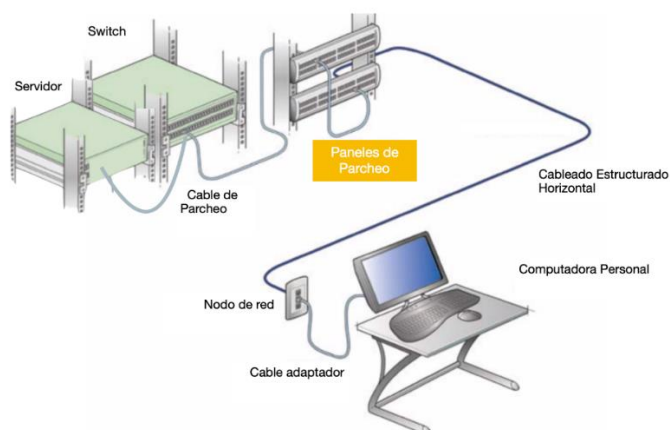 Switch
Servidor
Paneles de
Parcheo
Cable de
Parcheo
Cableado Estructurado
Horizontal
Computadora Personal
Nodo de red
Cable adaptador